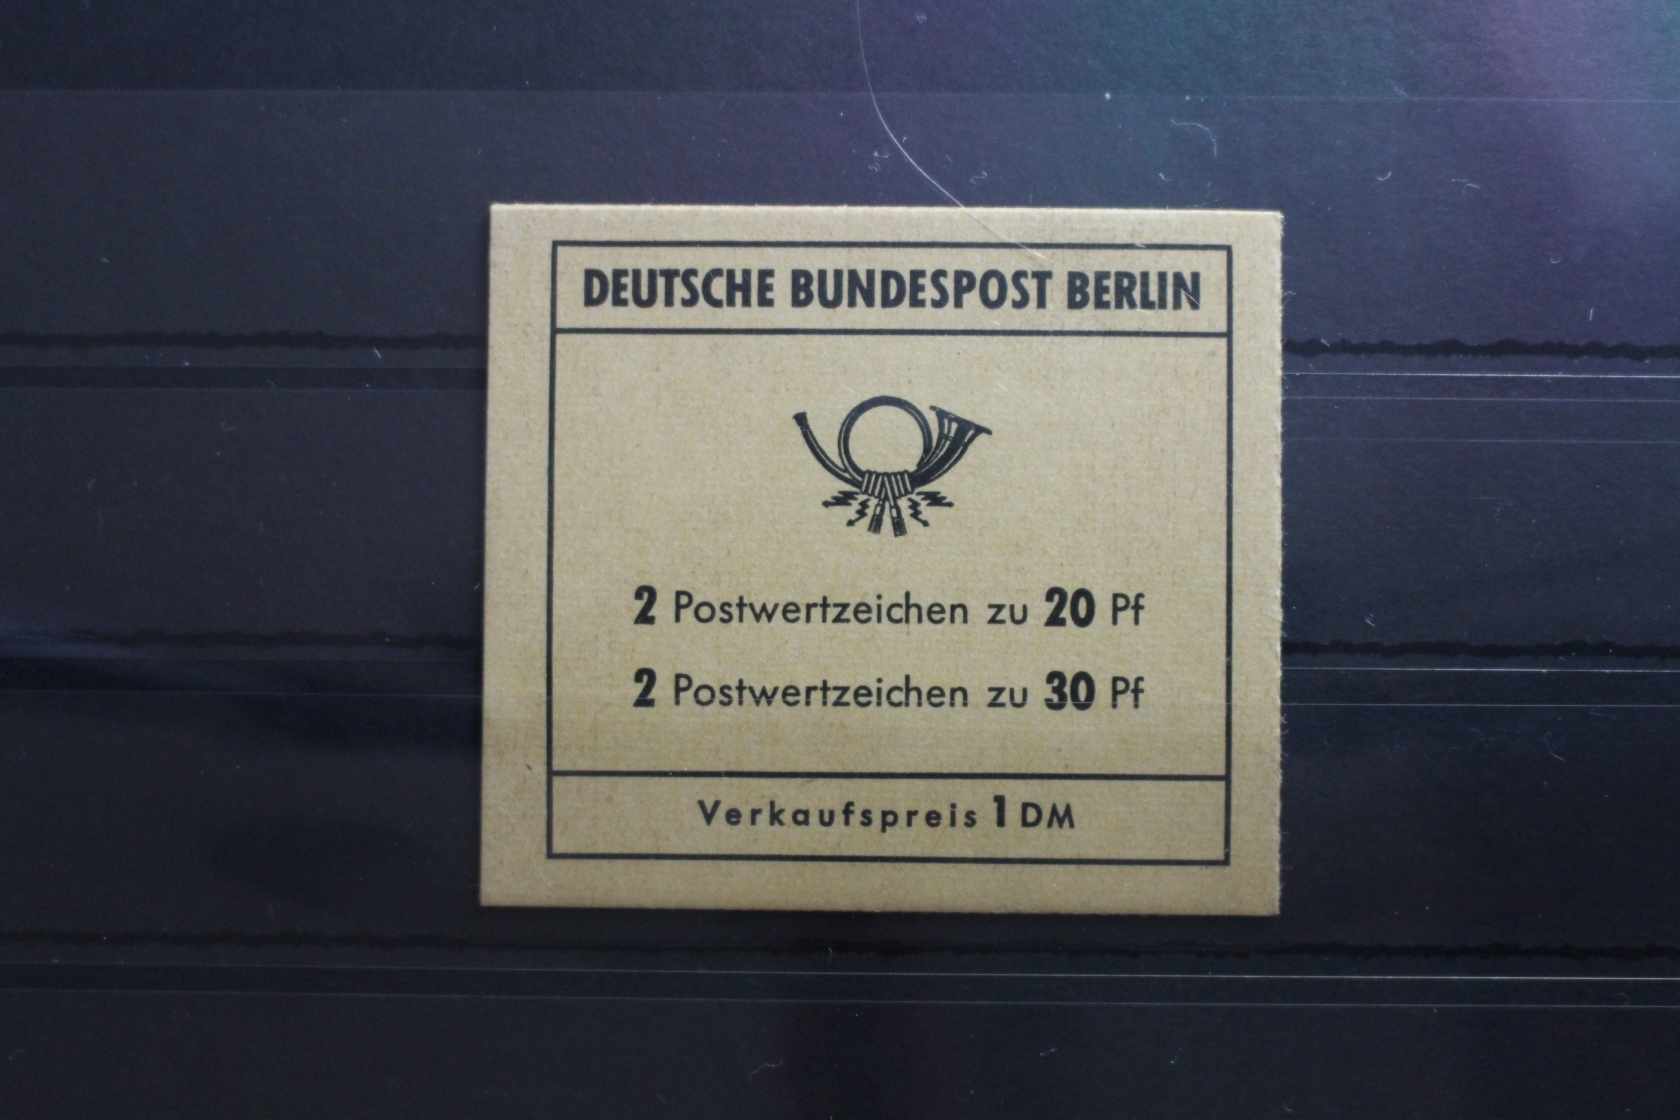 DEUTSCHE BUNDESPOST BERLIN
2 Postwertzeichen zu 20 Pf
2 Postwertzeichen zu 30 Pf
Verkaufspreis 1 DM